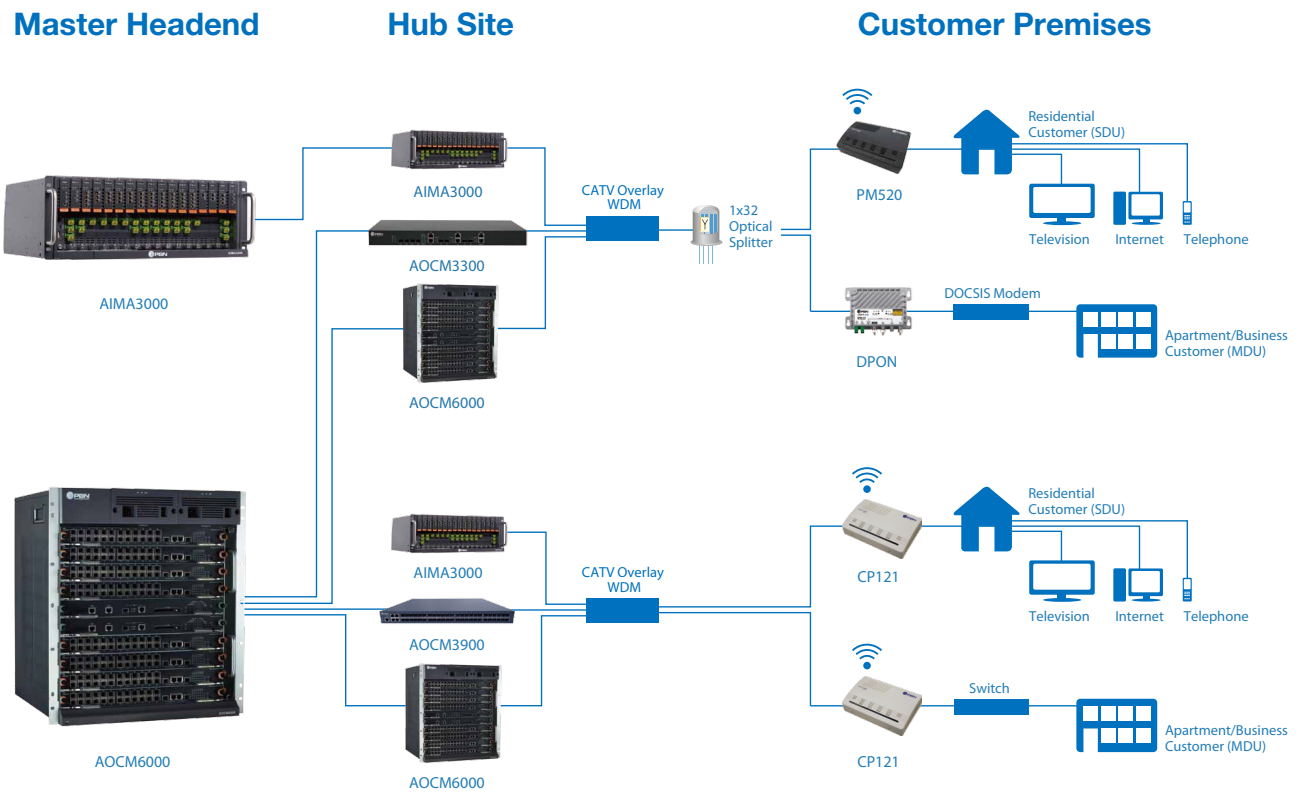 Master Headend
Hub Site
Customer Premises
AIMA3000
AIMA3000
AOCM3300
AOCM6000
CATV Overlay
WDM
Y
1x32
Optical
Splitter
PM520
Residential
Customer (SDU)
Television
Internet
Telephone
DPON
DOCSIS Modem
Apartment/Business
Customer (MDU)
PBN
PBN
AOCM6000
AIMA3000
AOCM3900
AOCM6000
CATV Overlay
WDM
CP121
Residential
Customer (SDU)
Television
Internet
Telephone
CP121
Switch
Apartment/Business
Customer (MDU)